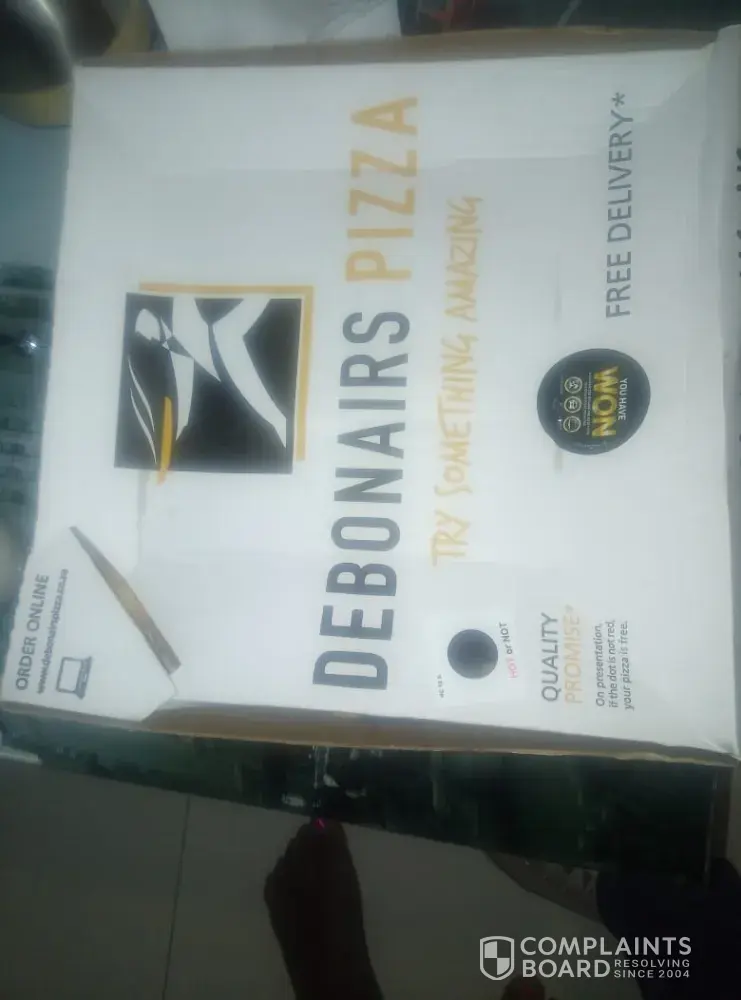 ORDER ONLINE
www.debonairspizza.co.za
DEBONAIRS PIZZA
TRY SOMETHING AMAZING
HOT or NOT
QUALITY
PROMISE*
On presentation,
if the dot is not red,
your pizza is free.
YOU HAVE
WON
FREE DELIVERY*
COMPLAINTS
BOARD RESOLVING
SINCE 2004